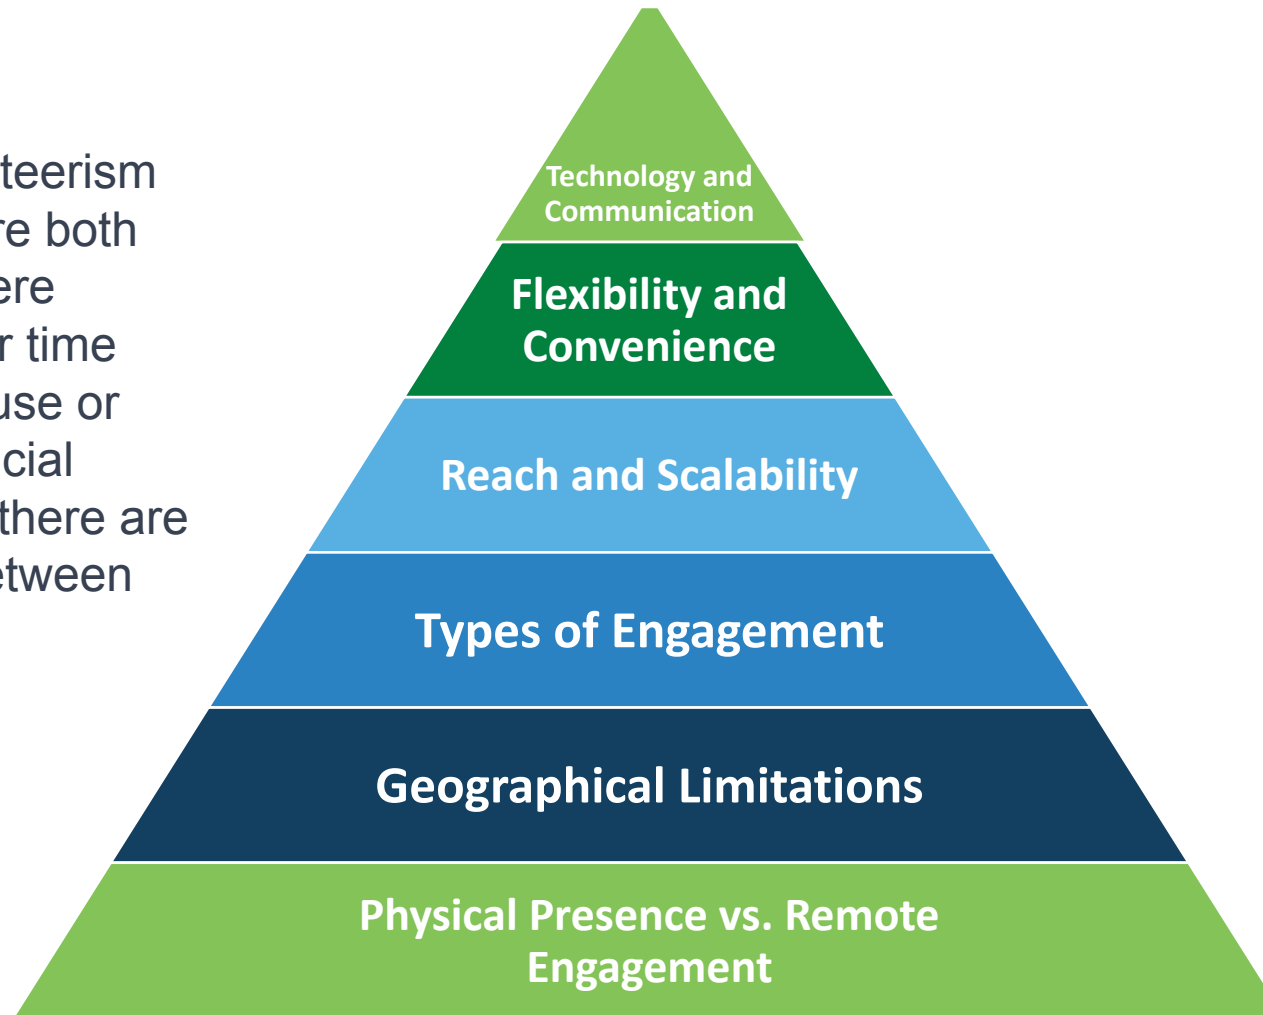 teerism
re both
ere
r time
use or
cial
there are
etween
Technology and
Communication
Flexibility and
Convenience
Reach and Scalability
Types of Engagement
Geographical Limitations
Physical Presence vs. Remote
Engagement